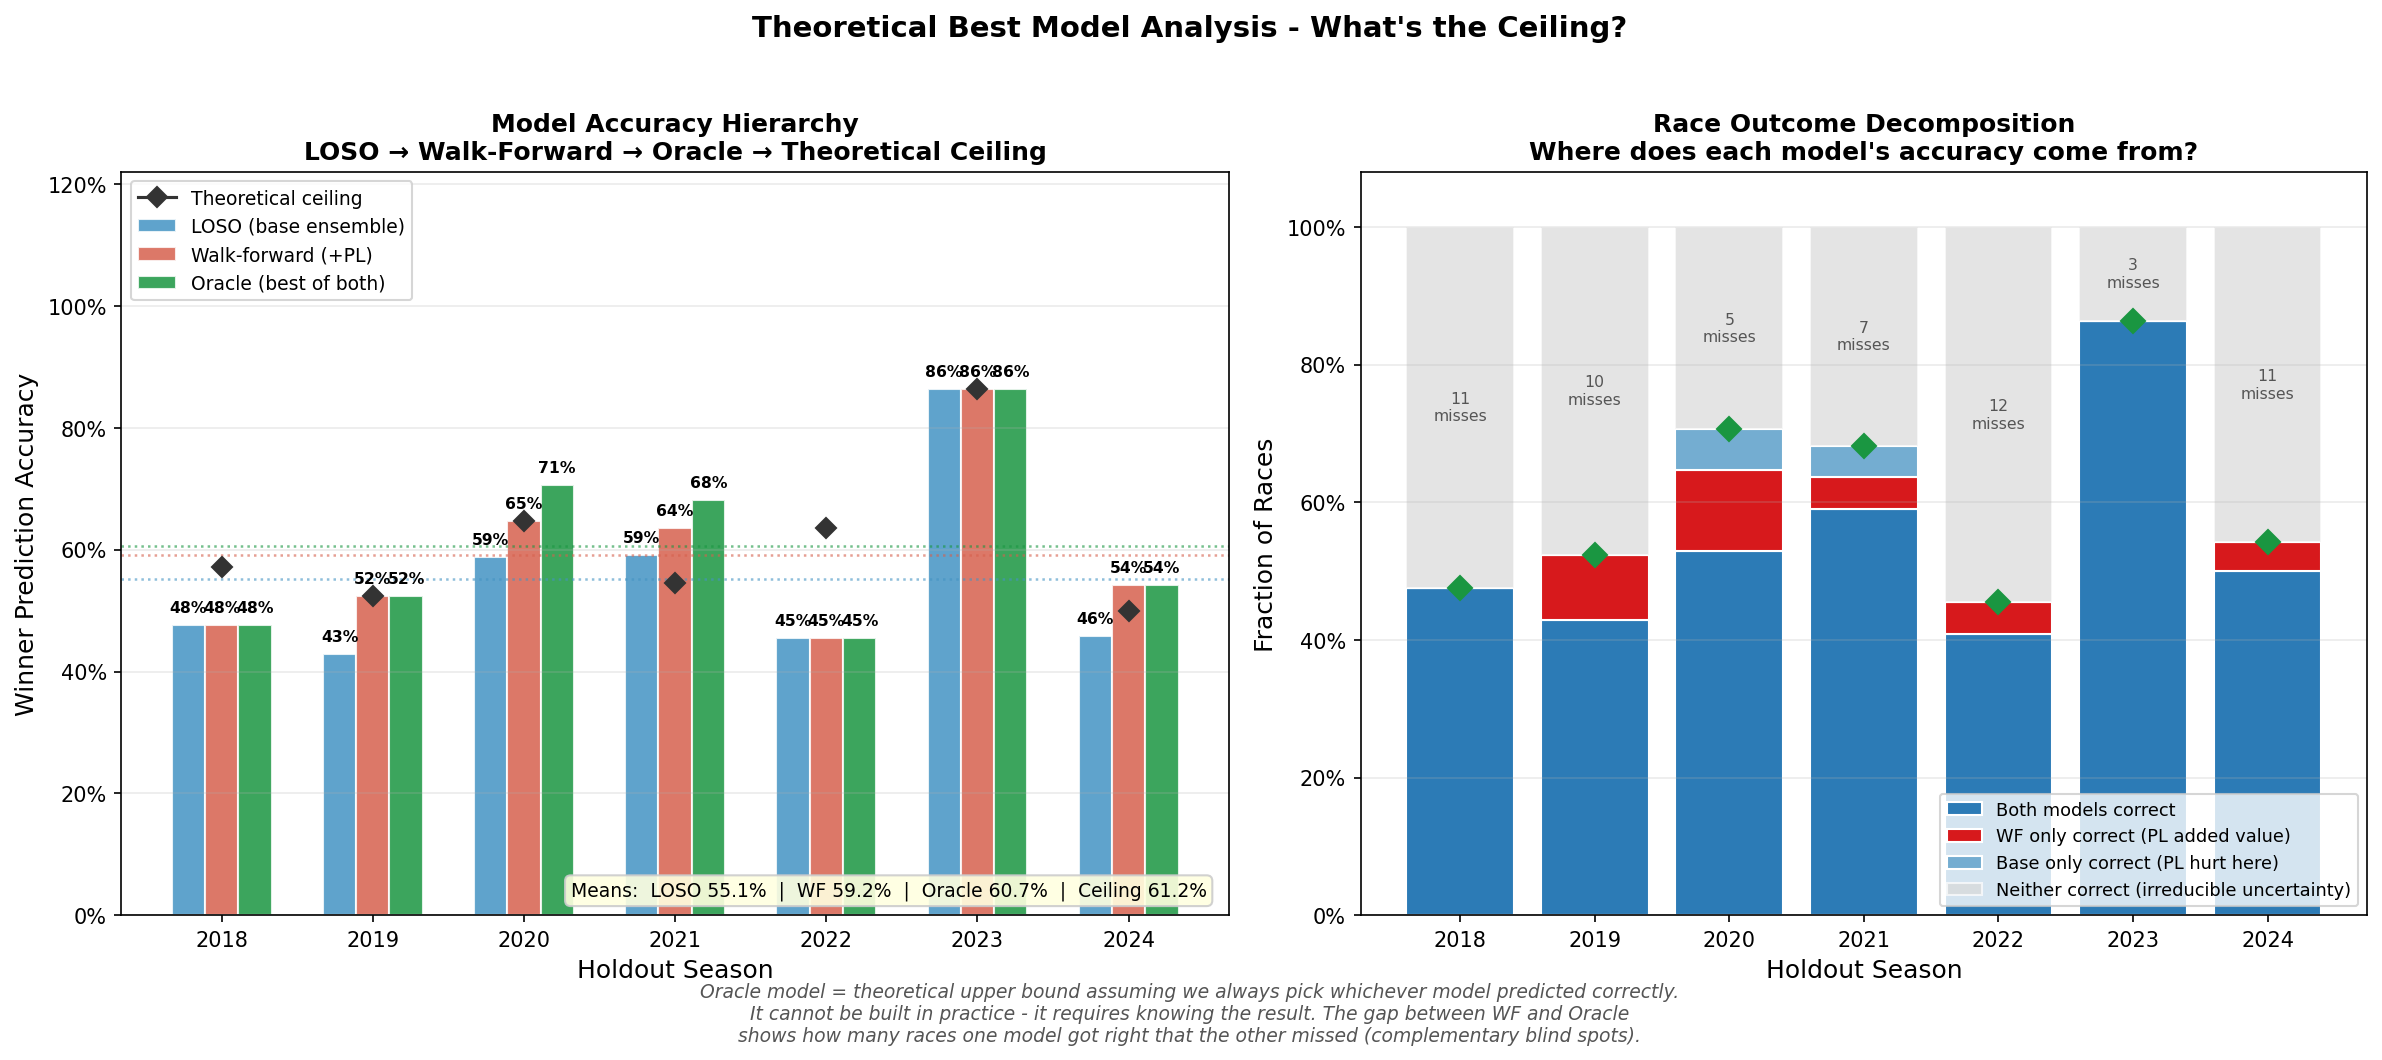 Theoretical Best Model Analysis - What's the Ceiling?
Model Accuracy Hierarchy
LOSO → Walk-Forward → Oracle → Theoretical Ceiling
Winner Prediction Accuracy
120%
100%
80%
60%
40%
20%
0%
Theoretical ceiling
LOSO (base ensemble)
Walk-forward (+PL)
Oracle (best of both)
48% 48% 48%
43% 52% 52%
59% 65% 71%
59% 64% 68%
45% 45% 45%
86% 86% 86%
46% 54% 54%
Means: LOSO 55.1% | WF 59.2% | Oracle 60.7% | Ceiling 61.2%
2018 2019 2020 2021 2022 2023 2024
Holdout Season
Race Outcome Decomposition
Where does each model's accuracy come from?
Fraction of Races
100%
80%
60%
40%
20%
0%
11
misses
10
misses
5
misses
7
misses
12
misses
3
misses
11
misses
Both models correct
WF only correct (PL added value)
Base only correct (PL hurt here)
Neither correct (irreducible uncertainty)
2018 2019 2020 2021 2022 2023 2024
Holdout Season
Oracle model = theoretical upper bound assuming we always pick whichever model predicted correctly.
It cannot be built in practice - it requires knowing the result. The gap between WF and Oracle
shows how many races one model got right that the other missed (complementary blind spots).